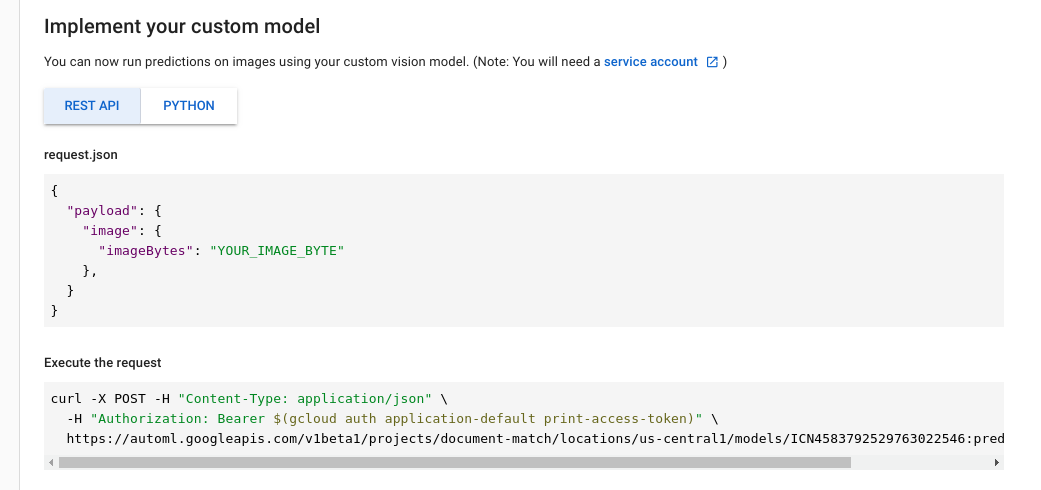 Implement your custom model
You can now run predictions on images using your custom vision model. (Note: You will need a service account )
REST API
PYTHON
request.json
{
  "payload": {
    "image": {
      "imageBytes": "YOUR_IMAGE_BYTE"
    },
  }
}
Execute the request
curl -X POST -H "Content-Type: application/json" \
  -H "Authorization: Bearer $(gcloud auth application-default print-access-token)" \
  https://automl.googleapis.com/v1beta1/projects/document-match/locations/us-central1/models/ICN4583792529763022546:pred